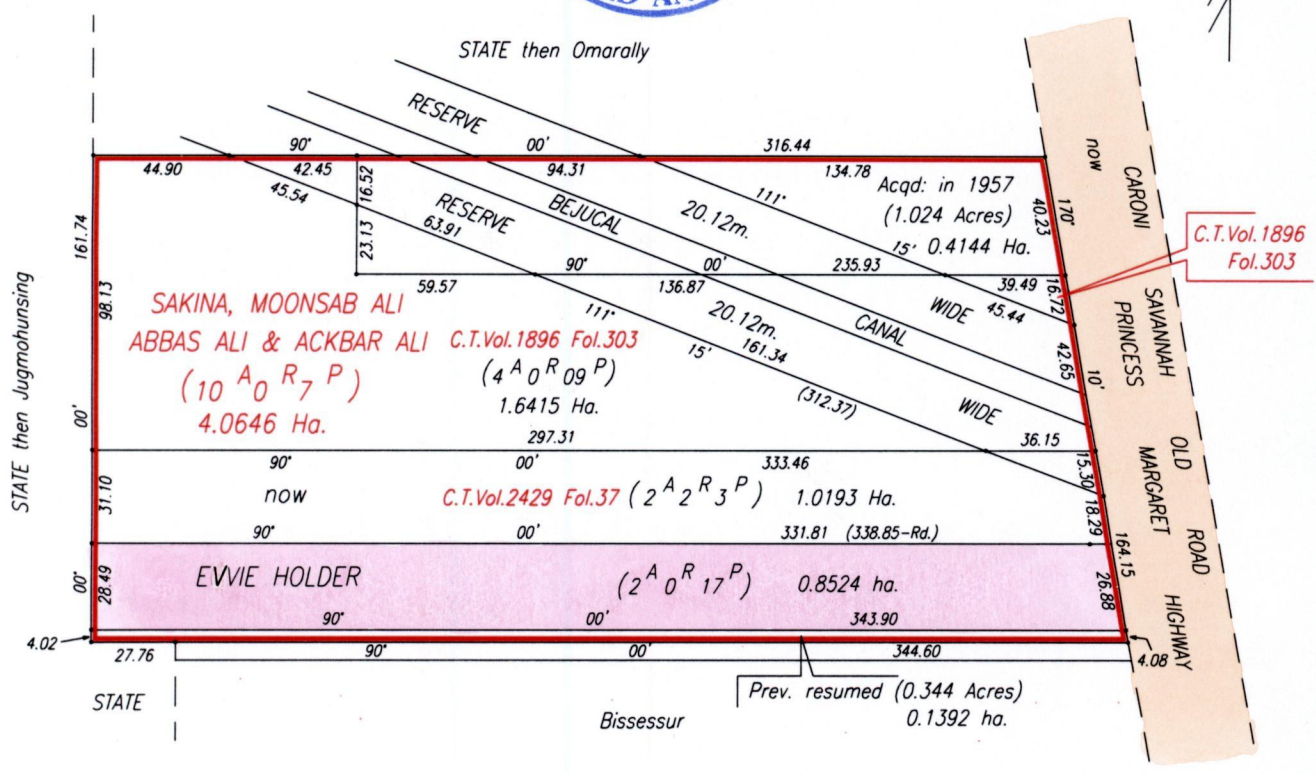 STATE then Omarally
RESERVE
90° 00' 316.44
44.90 42.45 94.31 134.78
45.54
16.52
23.13
RESERVE
63.91
BEJUCAL
20.12m.
111°
15'
Acqd: in 1957
(1.024 Acres)
0.4144 Ha.
40.23
170°
now
CARONI
C.T.Vol.1896
Fol.303
161.74
98.13
59.57
90° 00' 235.93
136.87
39.49
16.72
45.44
WIDE
CANAL
20.12m.
111°
15'
161.34
(312.37)
WIDE
42.65
10'
SAVANNAH
PRINCESS
STATE then Jugmohunsing
SAKINA, MOONSAB ALI
ABBAS ALI & ACKBAR ALI
(10 A 0 R 7 P)
4.0646 Ha.
C.T.Vol.1896 Fol.303
(4 A 0 R 09 P)
1.6415 Ha.
00'
297.31
36.15
90° 00' 333.46
15.30
OLD
MARGARET
31.10
now
C.T.Vol.2429 Fol.37 (2 A 2 R 3 P) 1.0193 Ha.
18.29
90° 00' 331.81 (338.85-Rd.)
164.15
ROAD
00°
28.49
EVVIE HOLDER
(2 A 0 R 17 P) 0.8524 ha.
26.88
HIGHWAY
90° 00' 343.90
4.02
27.76
90° 00' 344.60
4.08
STATE
Prev. resumed (0.344 Acres)
0.1392 ha.
Bissessur